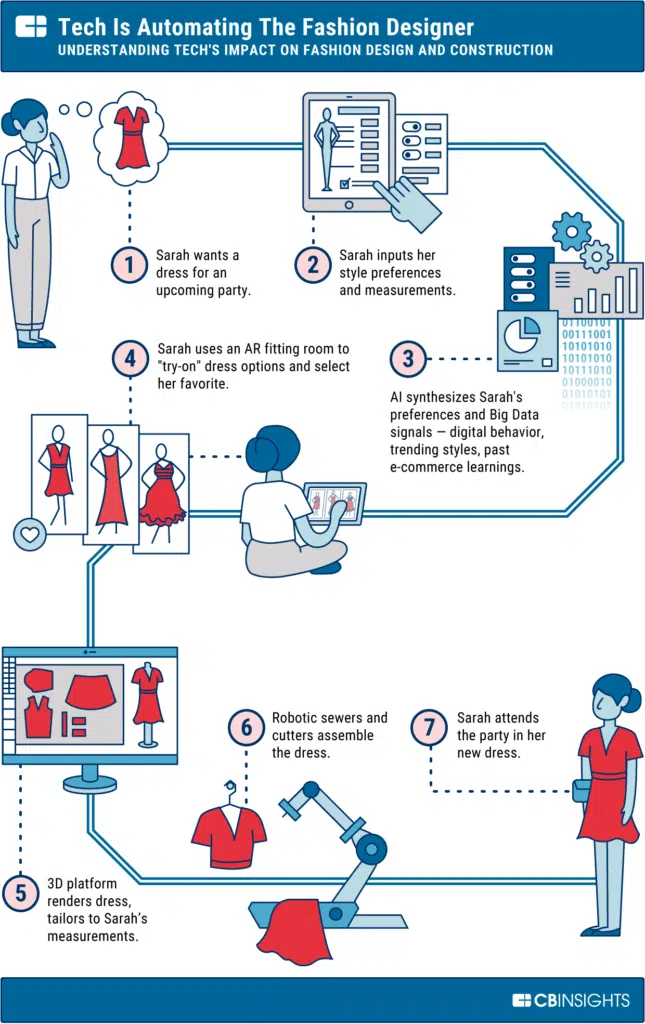 Tech Is Automating The Fashion Designer
UNDERSTANDING TECH'S IMPACT ON FASHION DESIGN AND CONSTRUCTION
1
Sarah wants a
dress for an
upcoming party.
2
Sarah inputs her
style preferences
and measurements.
01100101
00111001
10101010
10101010
10111010
01000010
01010101
3
AI synthesizes Sarah's
preferences and Big Data
signals — digital behavior,
trending styles, past
e-commerce learnings.
4
Sarah uses an AR fitting room to
"try-on" dress options and select
her favorite.
5
3D platform
renders dress,
tailors to Sarah's
measurements.
6
Robotic sewers and
cutters assemble
the dress.
7
Sarah attends
the party in her
new dress.
CBINSIGHTS